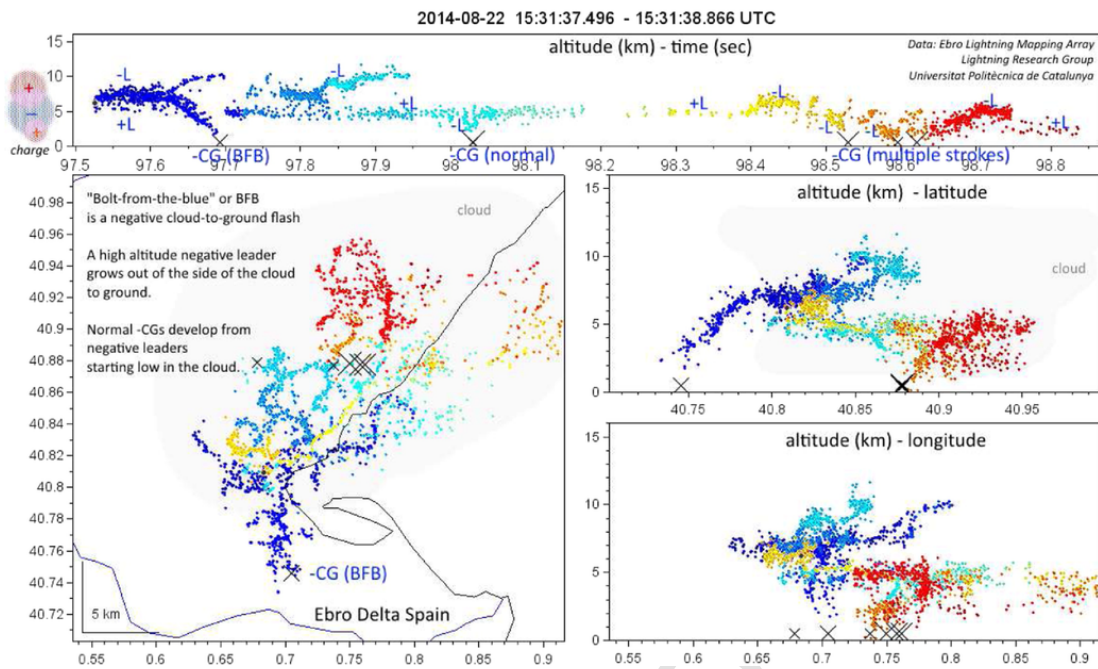 2014-08-22 15:31:37.496 - 15:31:38.866 UTC
altitude (km) - time (sec)
Data: Ebro Lightning Mapping Array
Lightning Research Group
Universitat Politècnica de Catalunya
15
10
5
0
+
-
+
charge
-L
+L
-L
+L
-L
+L
-L
-L
-L
-L
+L
97.5 97.6 97.7 97.8 97.9 98.1 98.2 98.3 98.4 98.5 98.6 98.7 98.8
-CG (BFB)
-CG (normal)
-CG (multiple strokes)
"Bolt-from-the-blue" or BFB
is a negative cloud-to-ground flash
A high altitude negative leader
grows out of the side of the cloud
to ground.
Normal -CGs develop from
negative leaders
starting low in the cloud.
cloud
40.98
40.96
40.94
40.92
40.9
40.88
40.86
40.84
40.82
40.8
40.78
40.76
40.74
40.72
-CG (BFB)
5 km
Ebro Delta Spain
0.55 0.6 0.65 0.7 0.75 0.8 0.85 0.9
altitude (km) - latitude
cloud
15
10
5
0
40.75 40.8 40.85 40.9 40.95
altitude (km) - longitude
15
10
5
0
0.55 0.6 0.65 0.7 0.75 0.8 0.85 0.9